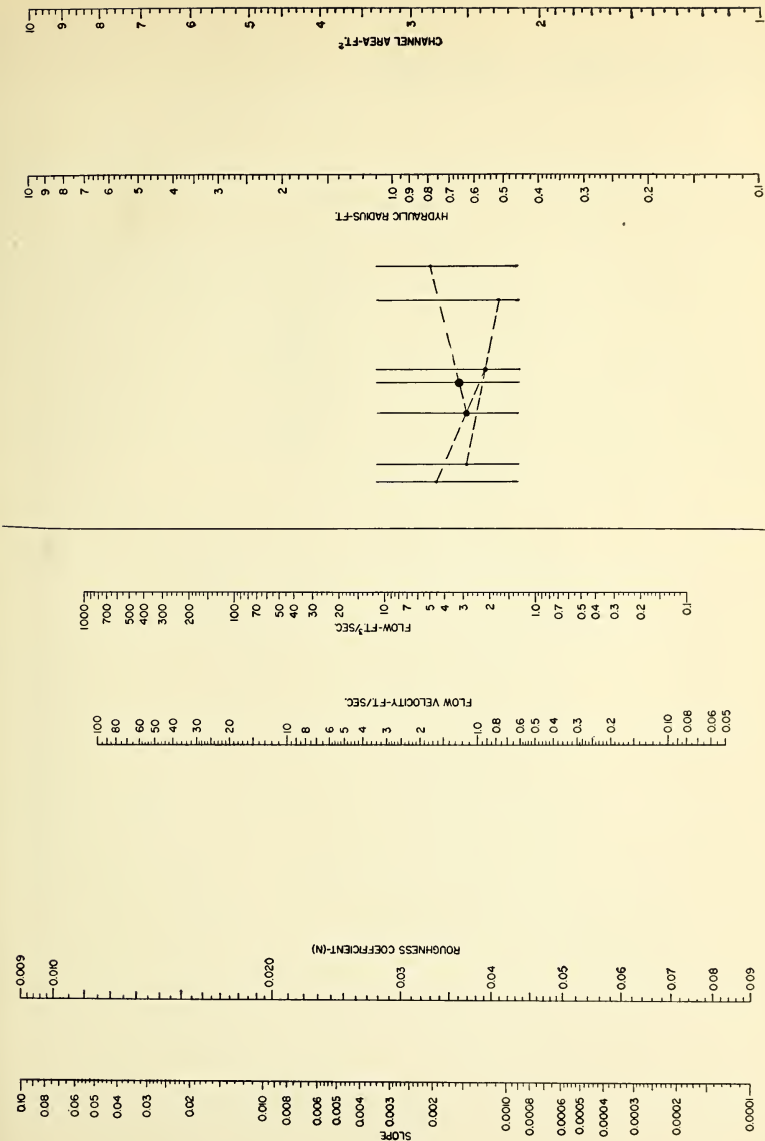 10 9 8 7 6 5 4 3 2 1
CHANNEL AREA-FT.²
10 9 8 7 6 5 4 3 2 1.0 0.9 0.8 0.7 0.6 0.5 0.4 0.3 0.2 0.1
HYDRAULIC RADIUS-FT.
1000 700 500 400 300 200 100 70 50 40 30 20 10 7 5 4 3 2 1.0 0.7 0.5 0.4 0.3 0.2 0.1
FLOW-FT.³/SEC.
FLOW VELOCITY-FT./SEC.
100 80 60 50 40 30 20 10 8 6 5 4 3 2 1.0 0.8 0.6 0.5 0.4 0.3 0.2 0.10 0.08 0.06 0.05
ROUGHNESS COEFFICIENT-(N)
0.009 0.010 0.020 0.03 0.04 0.05 0.06 0.07 0.08 0.09
0.10 0.08 0.06 0.05 0.04 0.03 0.02 0.010 0.008 0.006 0.005 0.004 0.003 0.002 0.0010 0.0008 0.0006 0.0005 0.0004 0.0003 0.0002 0.0001
SLOPE